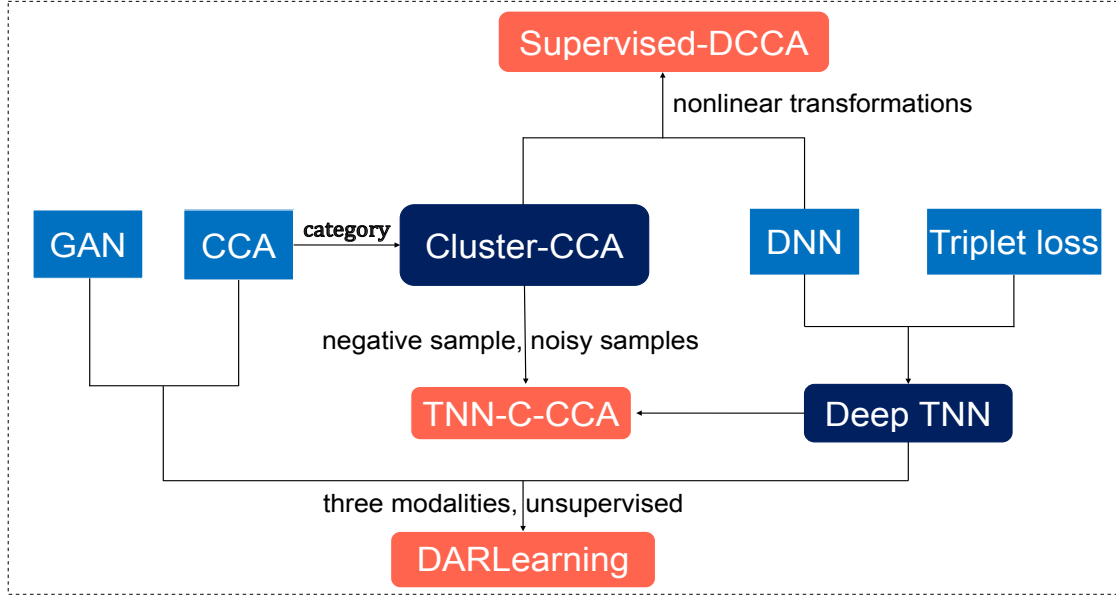 Supervised-DCCA
nonlinear transformations
GAN
CCA
category
Cluster-CCA
DNN
Triplet loss
negative sample, noisy samples
TNN-C-CCA
Deep TNN
three modalities, unsupervised
DARLearning